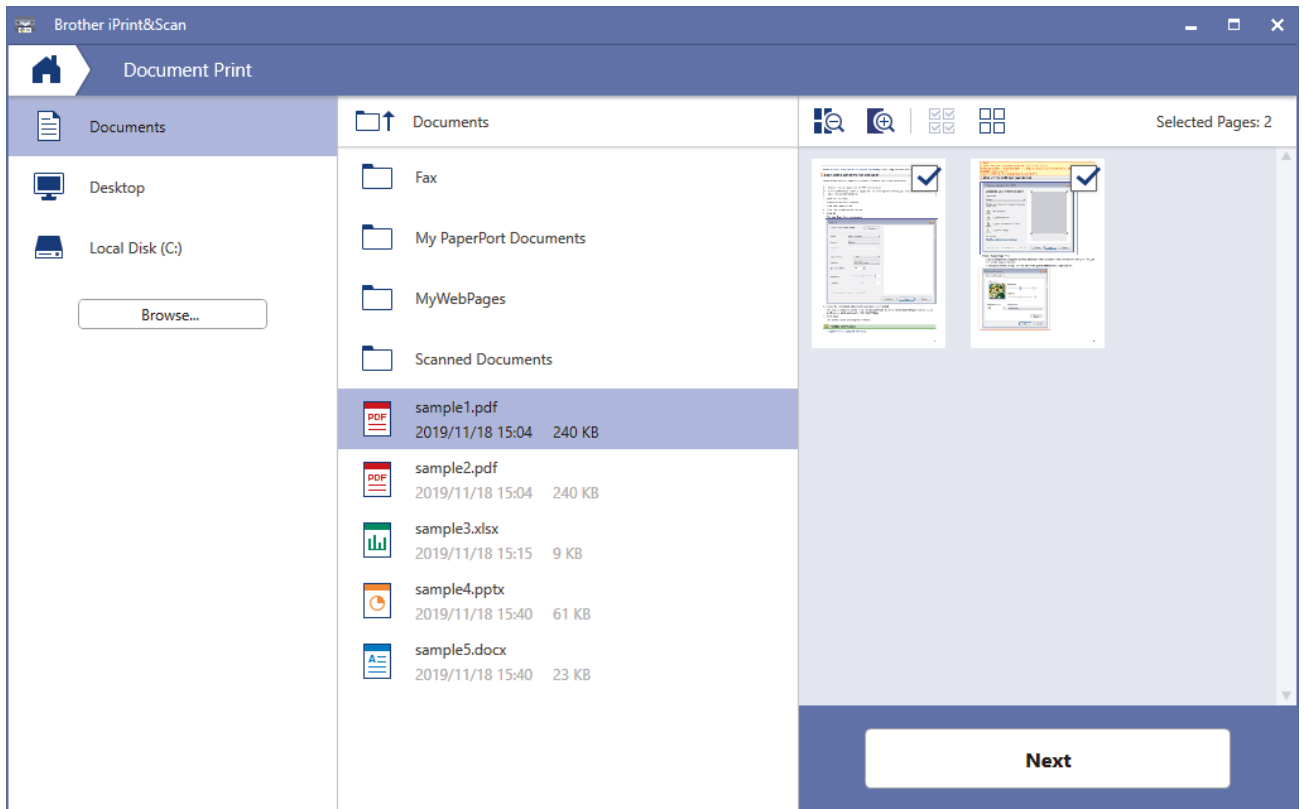 Brother iPrint&Scan
Document Print
Documents
Desktop
Local Disk (C:)
Browse...
Documents
Fax
My PaperPort Documents
MyWebPages
Scanned Documents
PDF
sample1.pdf
2019/11/18 15:04 240 KB
PDF
sample2.pdf
2019/11/18 15:04 240 KB
sample3.xlsx
2019/11/18 15:15 9 KB
sample4.pptx
2019/11/18 15:40 61 KB
A
sample5.docx
2019/11/18 15:40 23 KB
Selected Pages: 2
Next